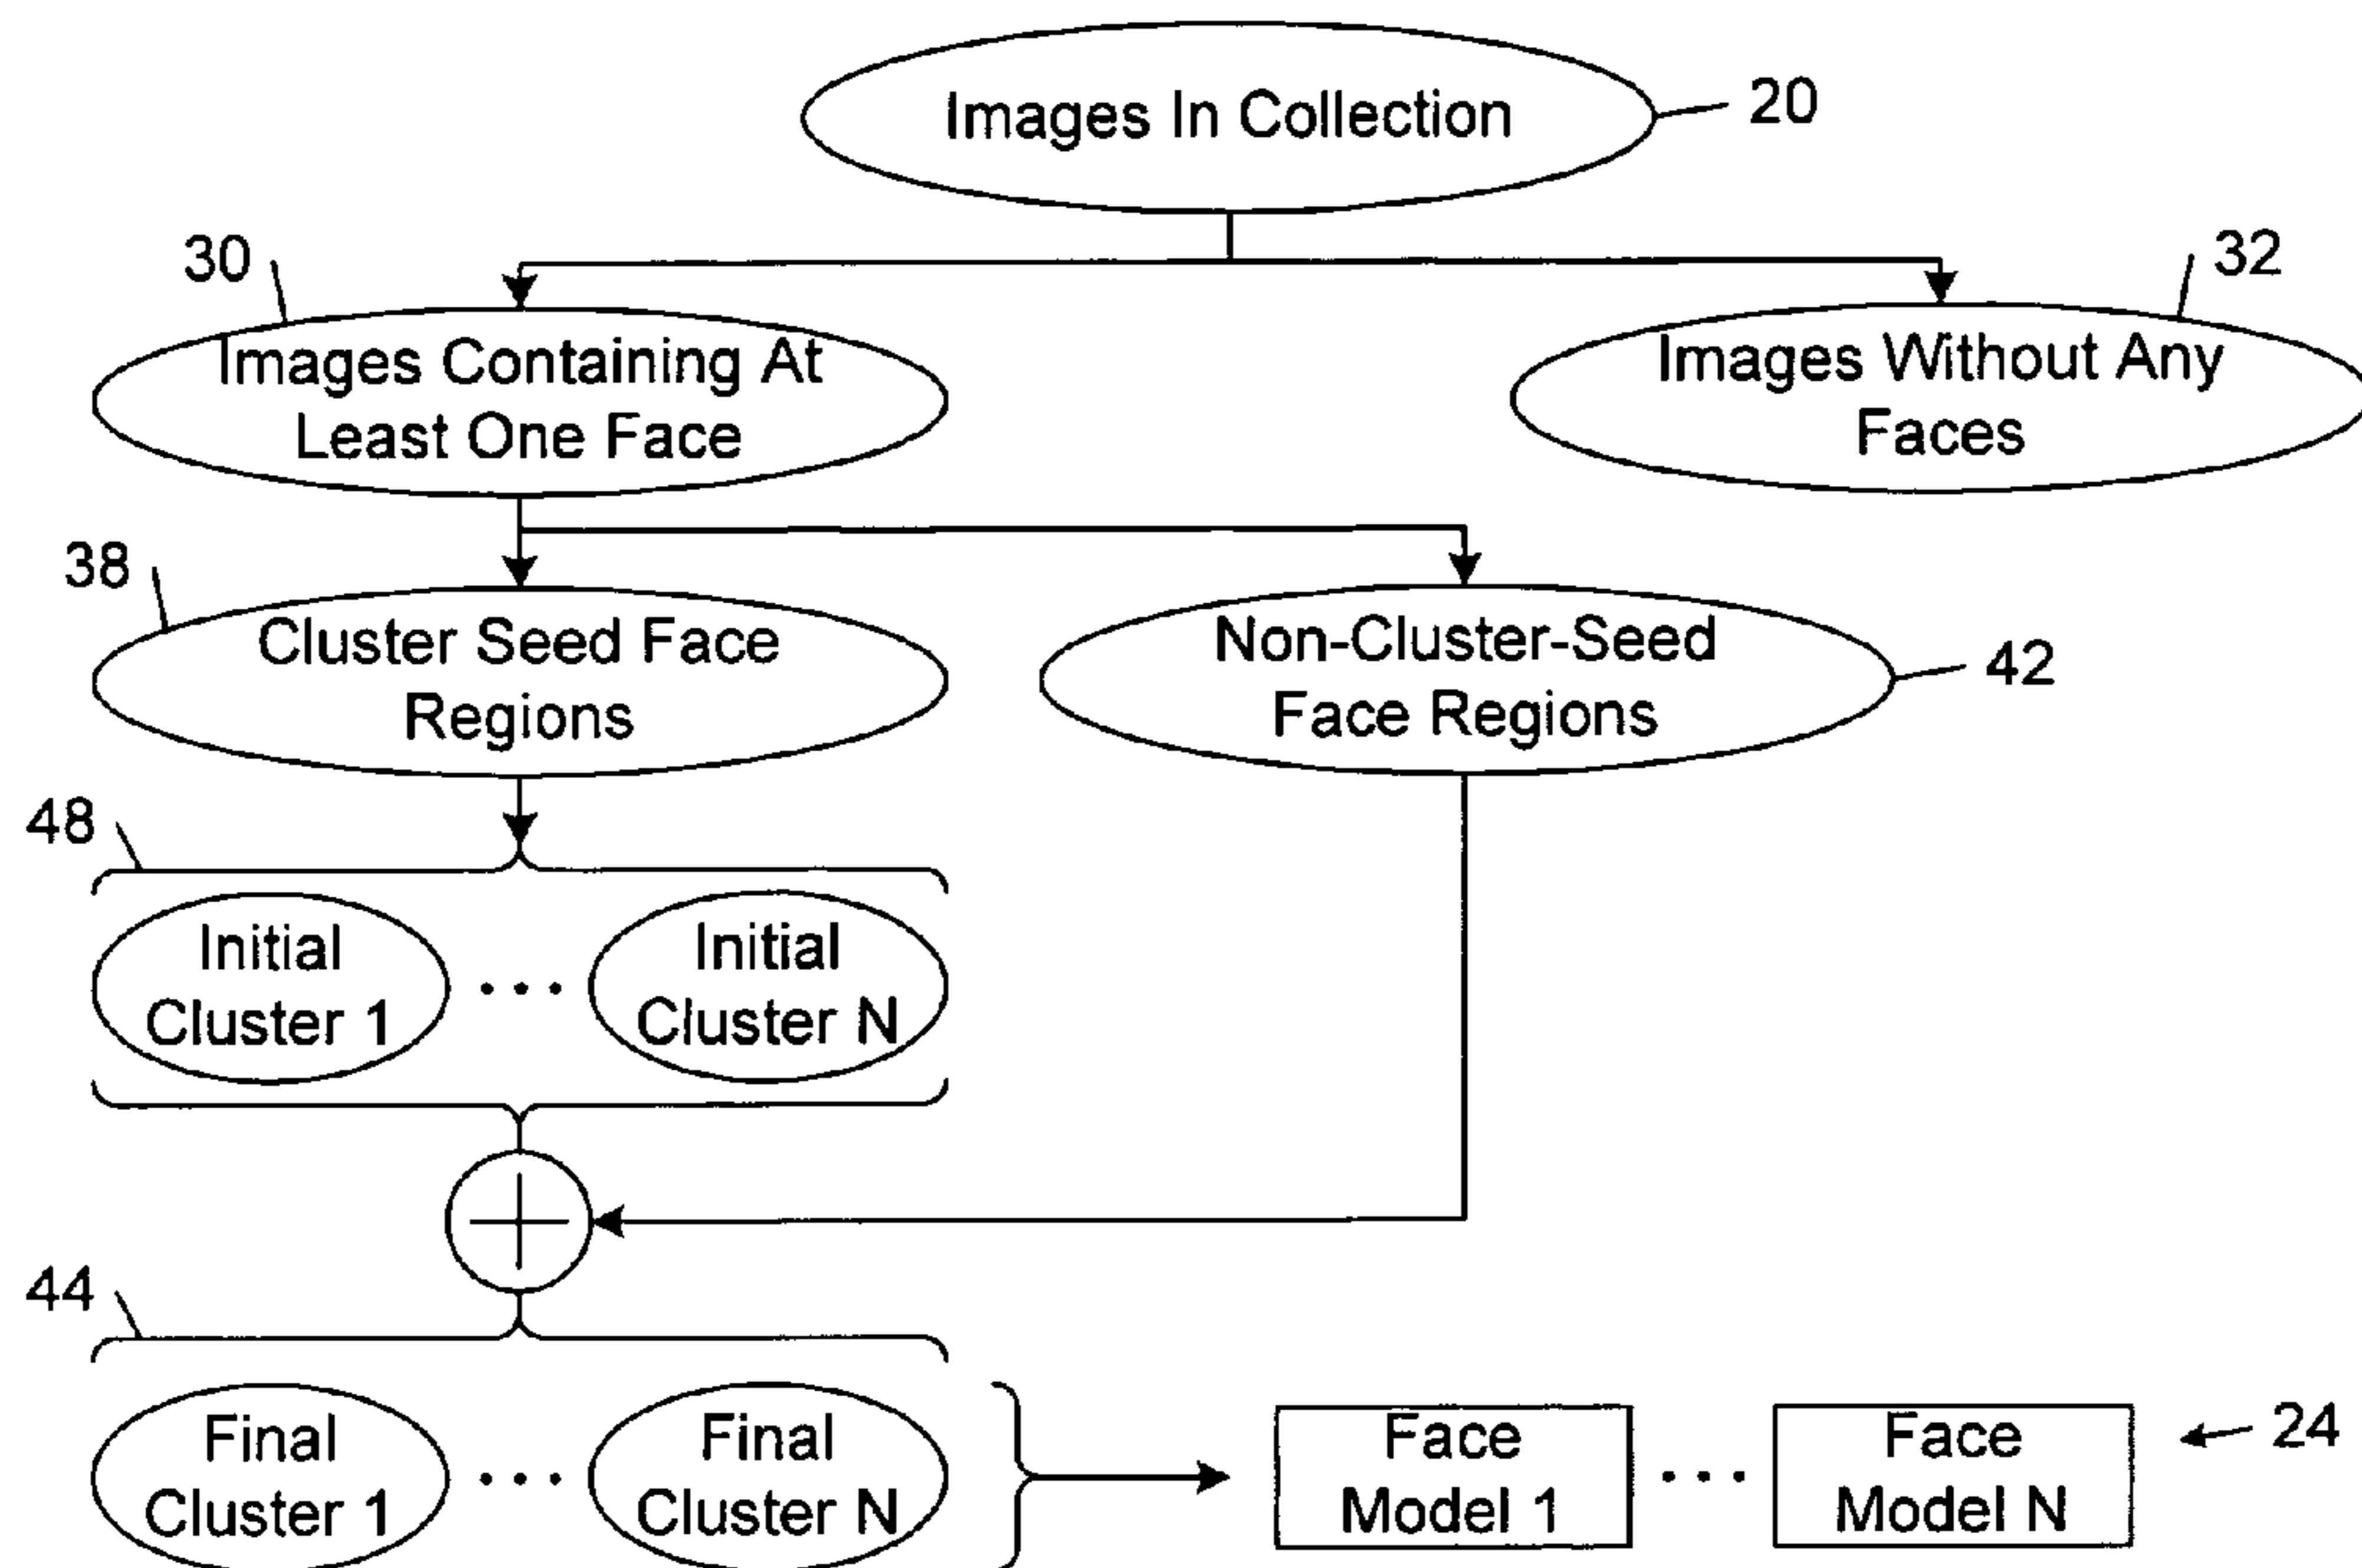 Images In Collection
20
30
32
Images Containing At
Least One Face
Images Without Any
Faces
38
Cluster Seed Face
Regions
Non-Cluster-Seed
Face Regions
42
48
Initial
Cluster 1
...
Initial
Cluster N
44
Final
Cluster 1
...
Final
Cluster N
Face
Model 1
...
Face
Model N
24